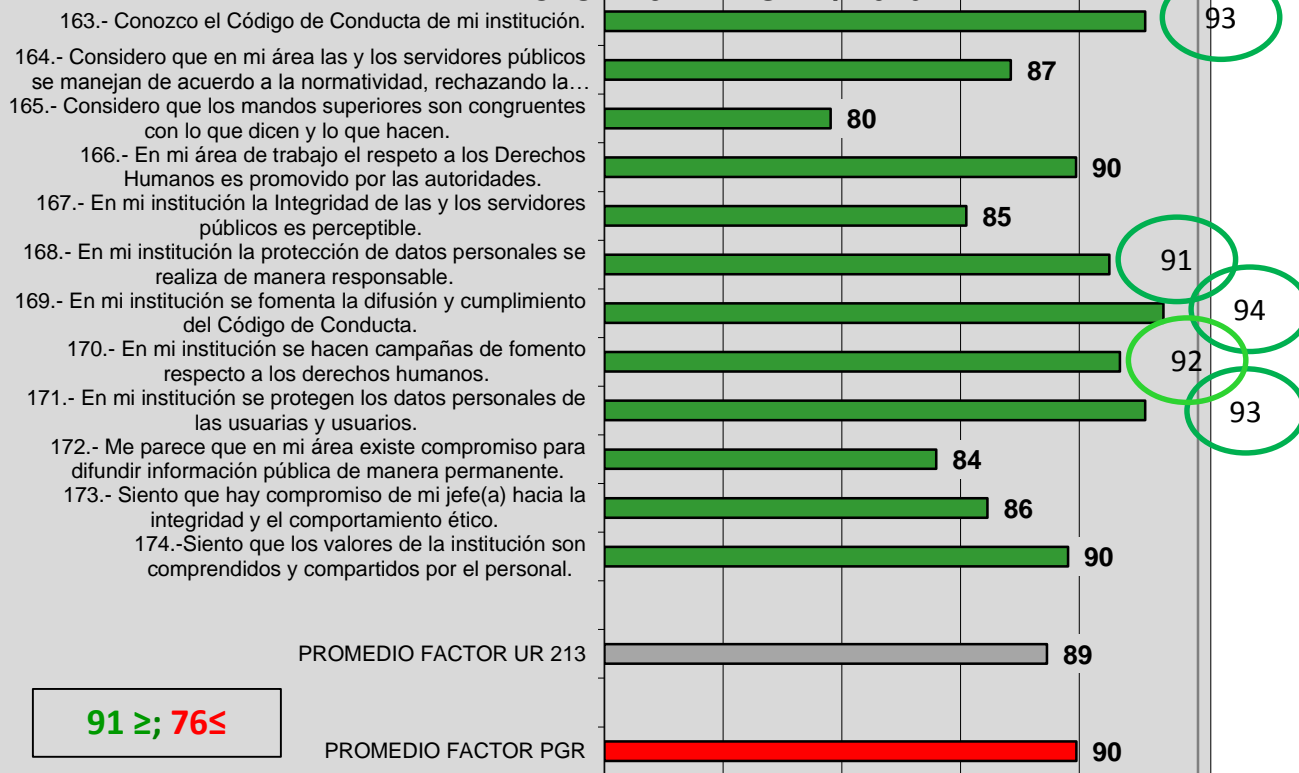 163.- Conozco el Código de Conducta de mi institución.
93
164.- Considero que en mi área las y los servidores públicos
se manejan de acuerdo a la normatividad, rechazando la…
87
165.- Considero que los mandos superiores son congruentes
con lo que dicen y lo que hacen.
80
166.- En mi área de trabajo el respeto a los Derechos
Humanos es promovido por las autoridades.
90
167.- En mi institución la Integridad de las y los servidores
públicos es perceptible.
85
168.- En mi institución la protección de datos personales se
realiza de manera responsable.
91
169.- En mi institución se fomenta la difusión y cumplimiento
del Código de Conducta.
94
170.- En mi institución se hacen campañas de fomento
respecto a los derechos humanos.
92
171.- En mi institución se protegen los datos personales de
las usuarias y usuarios.
93
172.- Me parece que en mi área existe compromiso para
difundir información pública de manera permanente.
84
173.- Siento que hay compromiso de mi jefe(a) hacia la
integridad y el comportamiento ético.
86
174.-Siento que los valores de la institución son
comprendidos y compartidos por el personal.
90
PROMEDIO FACTOR UR 213
89
91 ≥; 76≤
PROMEDIO FACTOR PGR
90